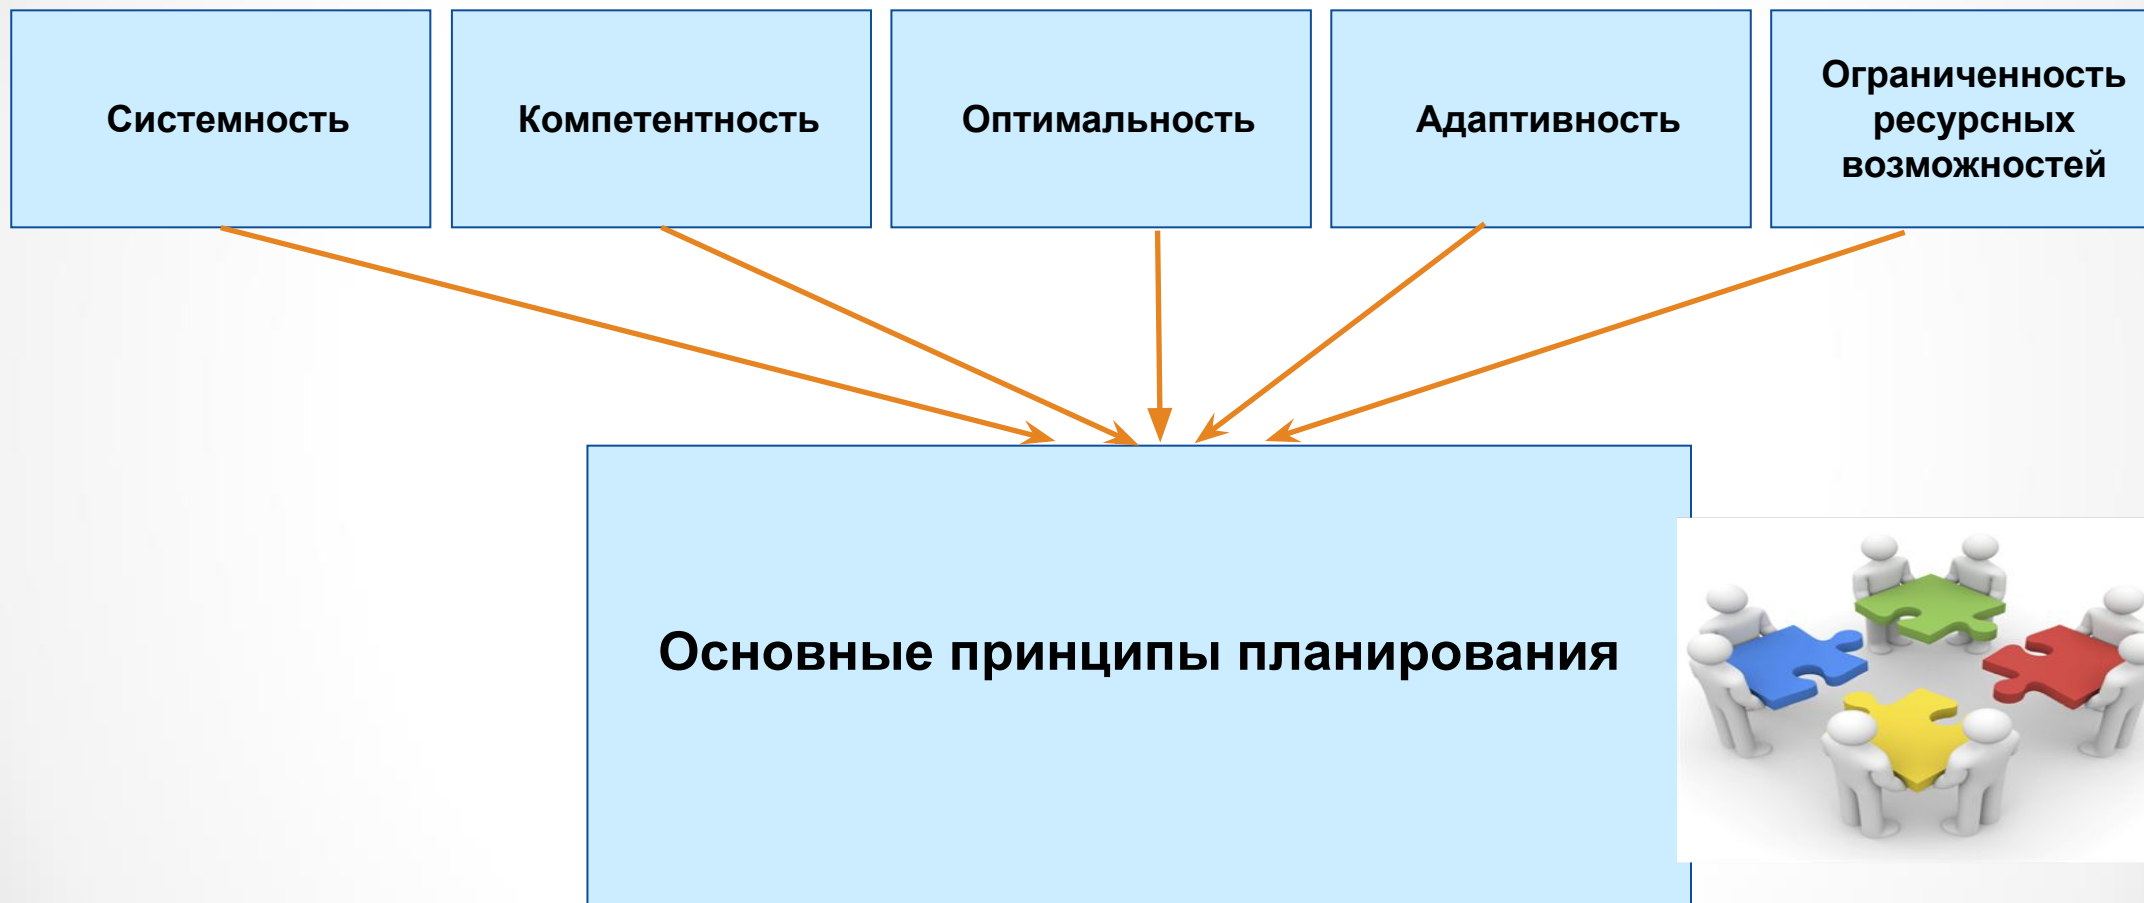 Системность
Компетентность
Оптимальность
Адаптивность
Ограниченность
ресурсных
возможностей
Основные принципы планирования